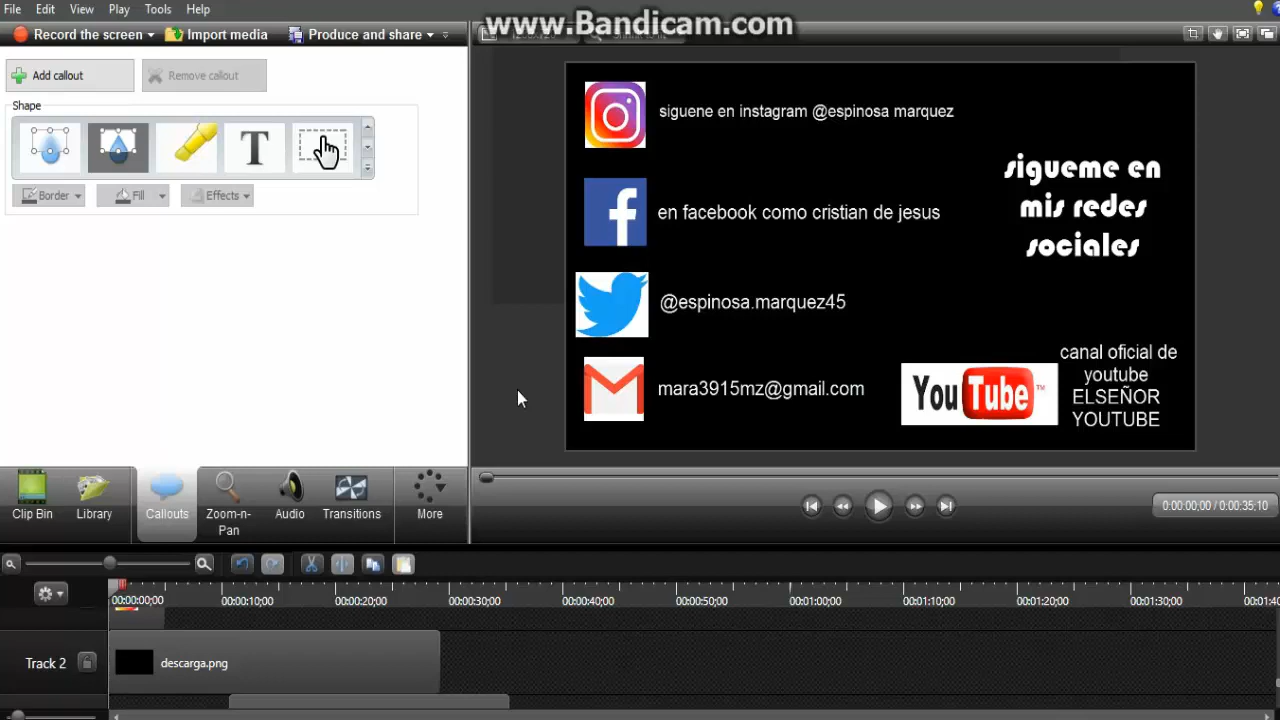 www.Bandicam.com
File Edit View Play Tools Help
Record the screen Import media Produce and share
Add callout Remove callout
Shape
T
Border Fill Effects
siguene en instagram @espinosa marquez
en facebook como cristian de jesus
@espinosa.marquez45
mara3915mz@gmail.com
sigueme en
mis redes
sociales
YouTube™
canal oficial de
youtube
ELSEÑOR
YOUTUBE
Clip Bin Library Callouts Zoom-n-Pan Audio Transitions More
0:00:00;00 / 0:00:35;10
00:00:00;00 00:00:10;00 00:00:20;00 00:00:30;00 00:00:40;00 00:00:50;00 00:01:00;00 00:01:10;00 00:01:20;00 00:01:30;00 00:01:40
Track 2 descarga.png